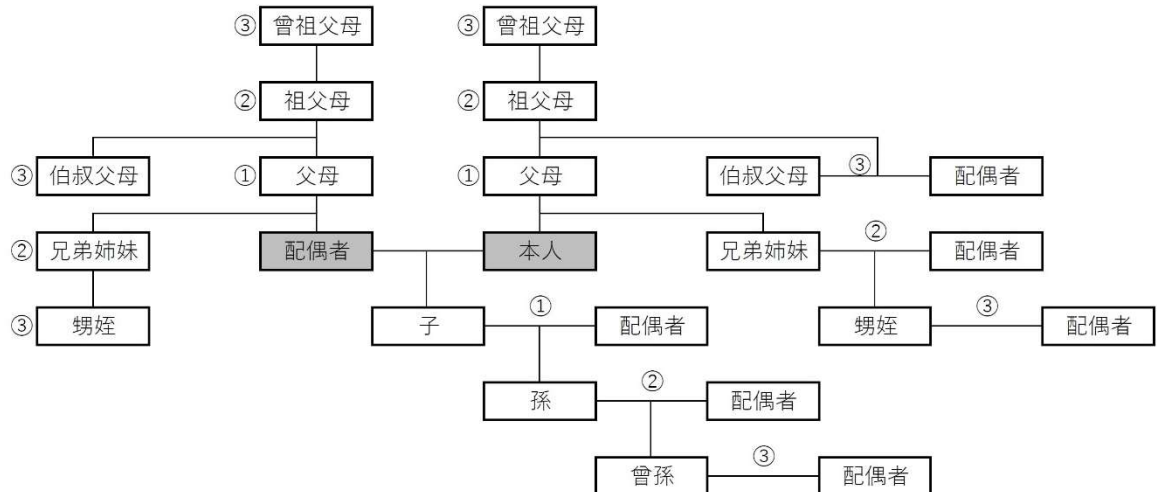 ③ 曾祖父母 ③ 曾祖父母
② 祖父母 ② 祖父母
③ 伯叔父母 ① 父母 ① 父母 伯叔父母 ③ 配偶者
② 兄弟姉妹 配偶者 本人 兄弟姉妹 ② 配偶者
③ 甥姪 子 ① 配偶者 甥姪 ③ 配偶者
孫 ② 配偶者
曾孫 ③ 配偶者